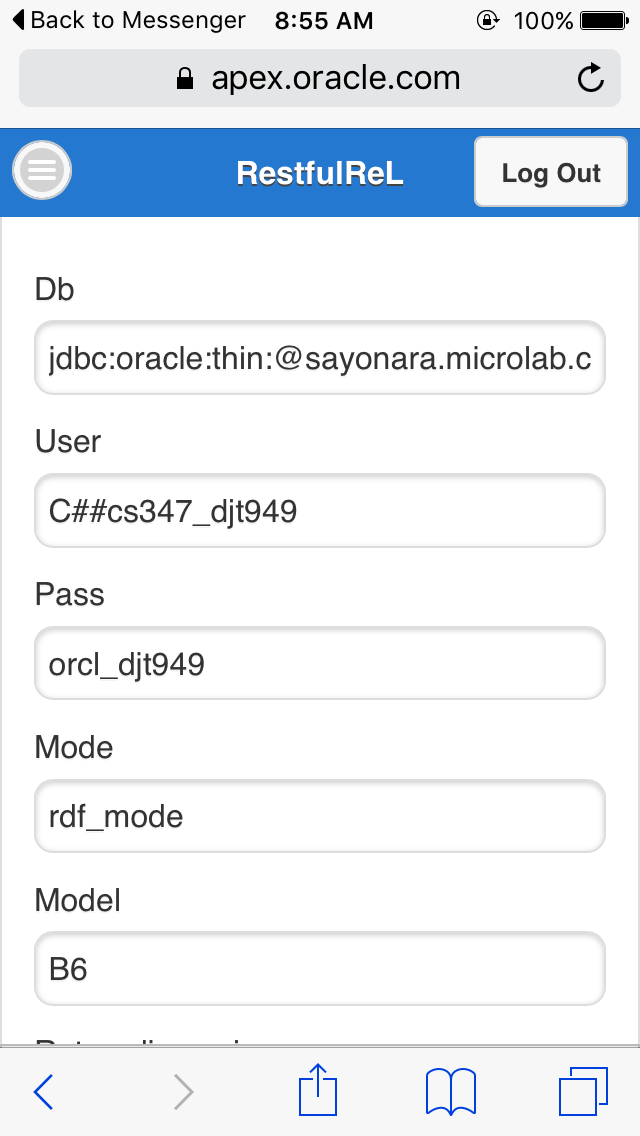 Back to Messenger 8:55 AM 100%
apex.oracle.com
RestfulReL Log Out
Db
jdbc:oracle:thin:@sayonara.microlab.c
User
C##cs347_djt949
Pass
orcl_djt949
Mode
rdf_mode
Model
B6